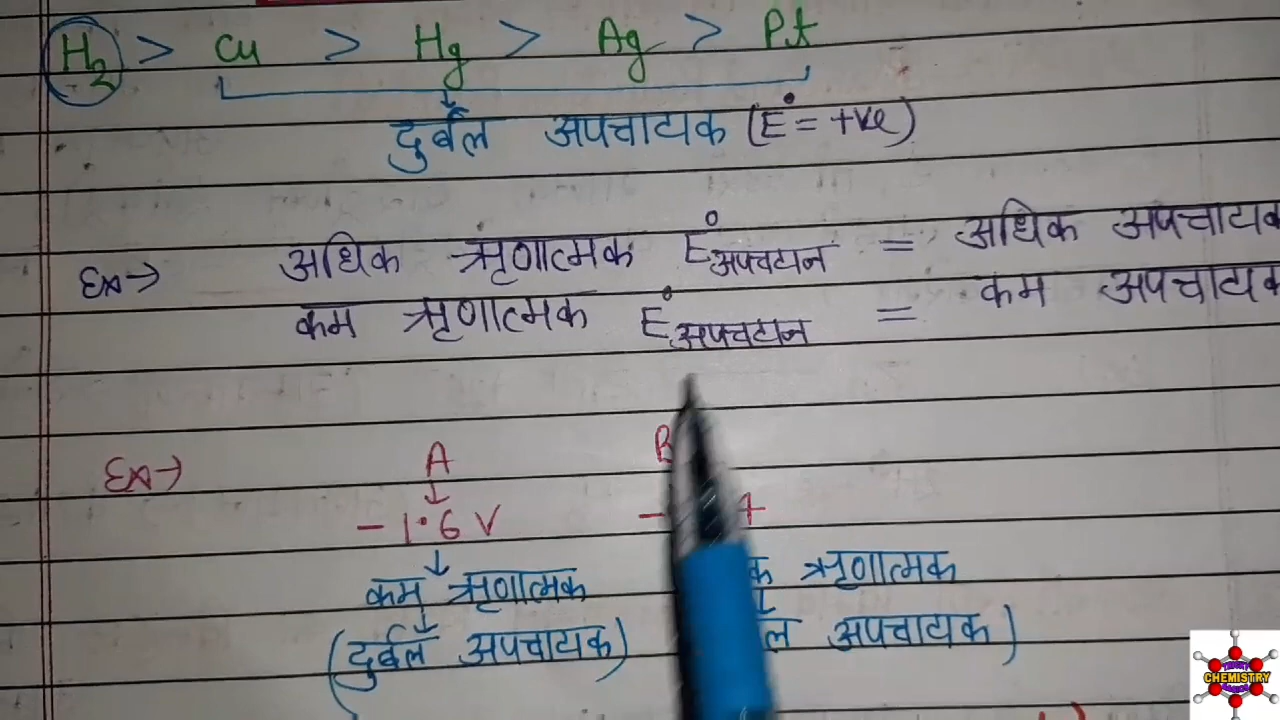 H₂ > Cu > Hg > Ag > Pt
दुर्बल अपचायक (E° = +ve)
Ex→ अधिक ऋणात्मक E°अपचयन = अधिक अपचायक
कम ऋणात्मक E°अपचयन = कम अपचायक
Ex→ A B
-1.6 V
कम ऋणात्मक ऋणात्मक
(दुर्बल अपचायक) अपचायक)
CHEMISTRY